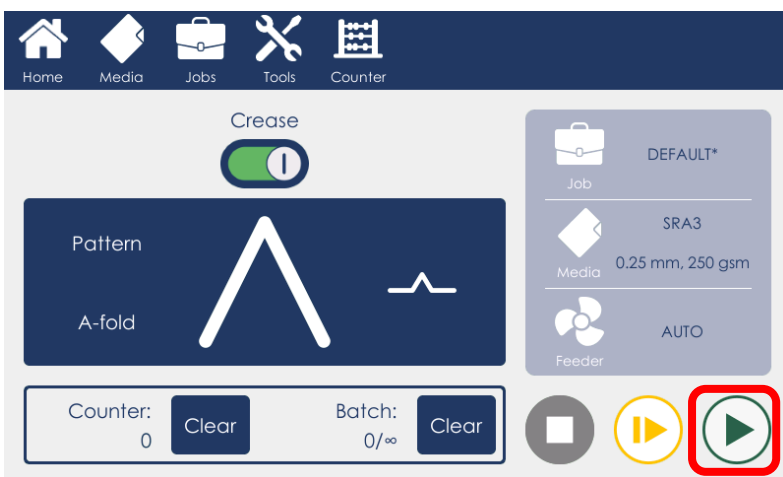 Home Media Jobs Tools Counter
Crease
Pattern
A-fold
Job DEFAULT*
SRA3
Media 0.25 mm, 250 gsm
Feeder AUTO
Counter:
0
Clear
Batch:
0/∞
Clear